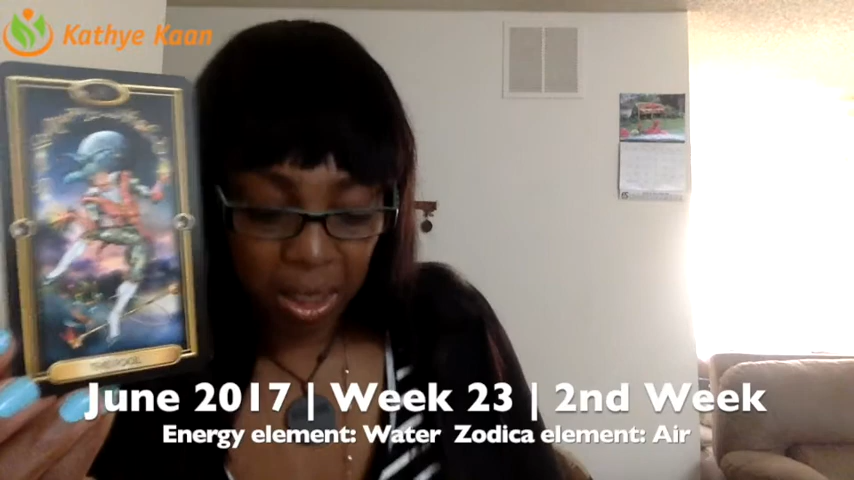 Kathye Kaan
THE FOOL
June 2017 | Week 23 | 2nd Week
Energy element: Water Zodica element: Air